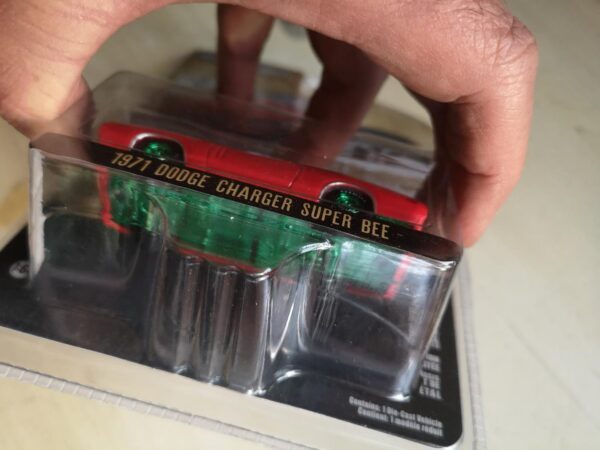 1971 DODGE CHARGER SUPER BEE
Contains: 1 Die-Cast Vehicle
Contient: 1 modèle réduit